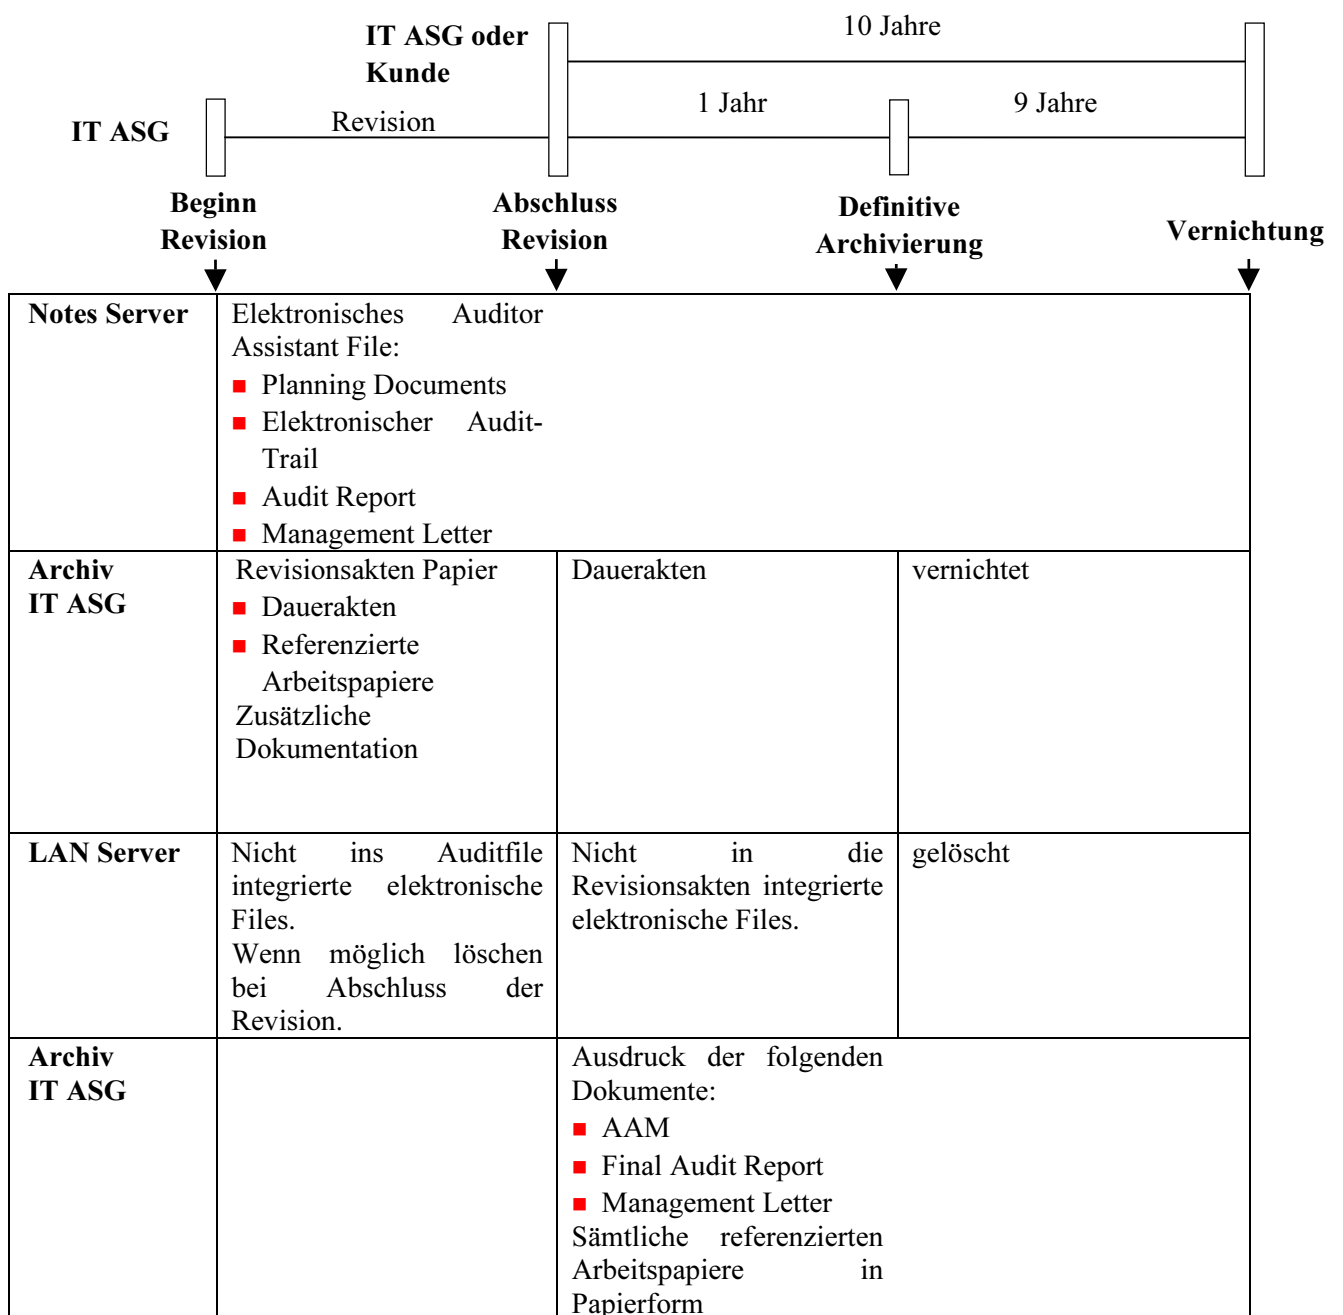 IT ASG oder
Kunde
10 Jahre
IT ASG
Revision
1 Jahr
9 Jahre
Beginn
Revision
Abschluss
Revision
Definitive
Archivierung
Vernichtung
Notes Server
Elektronisches Auditor
Assistant File:
■ Planning Documents
■ Elektronischer Audit-
Trail
■ Audit Report
■ Management Letter
Archiv
IT ASG
Revisionsakten Papier
■ Dauerakten
■ Referenzierte
Arbeitspapiere
Zusätzliche
Dokumentation
Dauerakten
vernichtet
LAN Server
Nicht ins Auditfile
integrierte elektronische
Files.
Wenn möglich löschen
bei Abschluss der
Revision.
Nicht in die
Revisionsakten integrierte
elektronische Files.
gelöscht
Archiv
IT ASG
Ausdruck der folgenden
Dokumente:
■ AAM
■ Final Audit Report
■ Management Letter
Sämtliche referenzierten
Arbeitspapiere in
Papierform